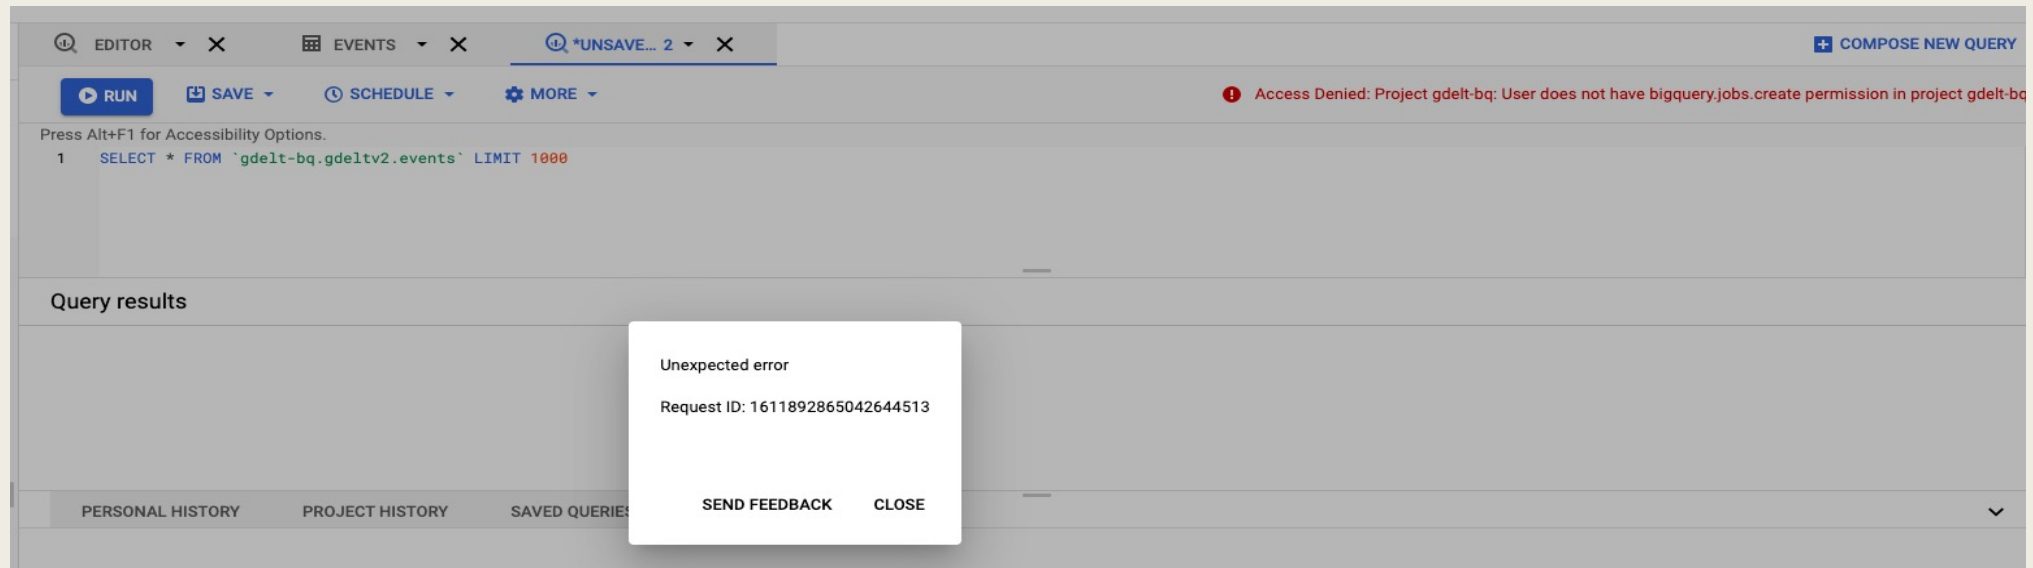 EDITOR EVENTS *UNSAVE... 2 COMPOSE NEW QUERY
RUN SAVE SCHEDULE MORE Access Denied: Project gdelt-bq: User does not have bigquery.jobs.create permission in project gdelt-bq
Press Alt+F1 for Accessibility Options.
1 SELECT * FROM `gdelt-bq.gdeltv2.events` LIMIT 1000
Query results
Unexpected error
Request ID: 1611892865042644513
SEND FEEDBACK CLOSE
PERSONAL HISTORY PROJECT HISTORY SAVED QUERIES